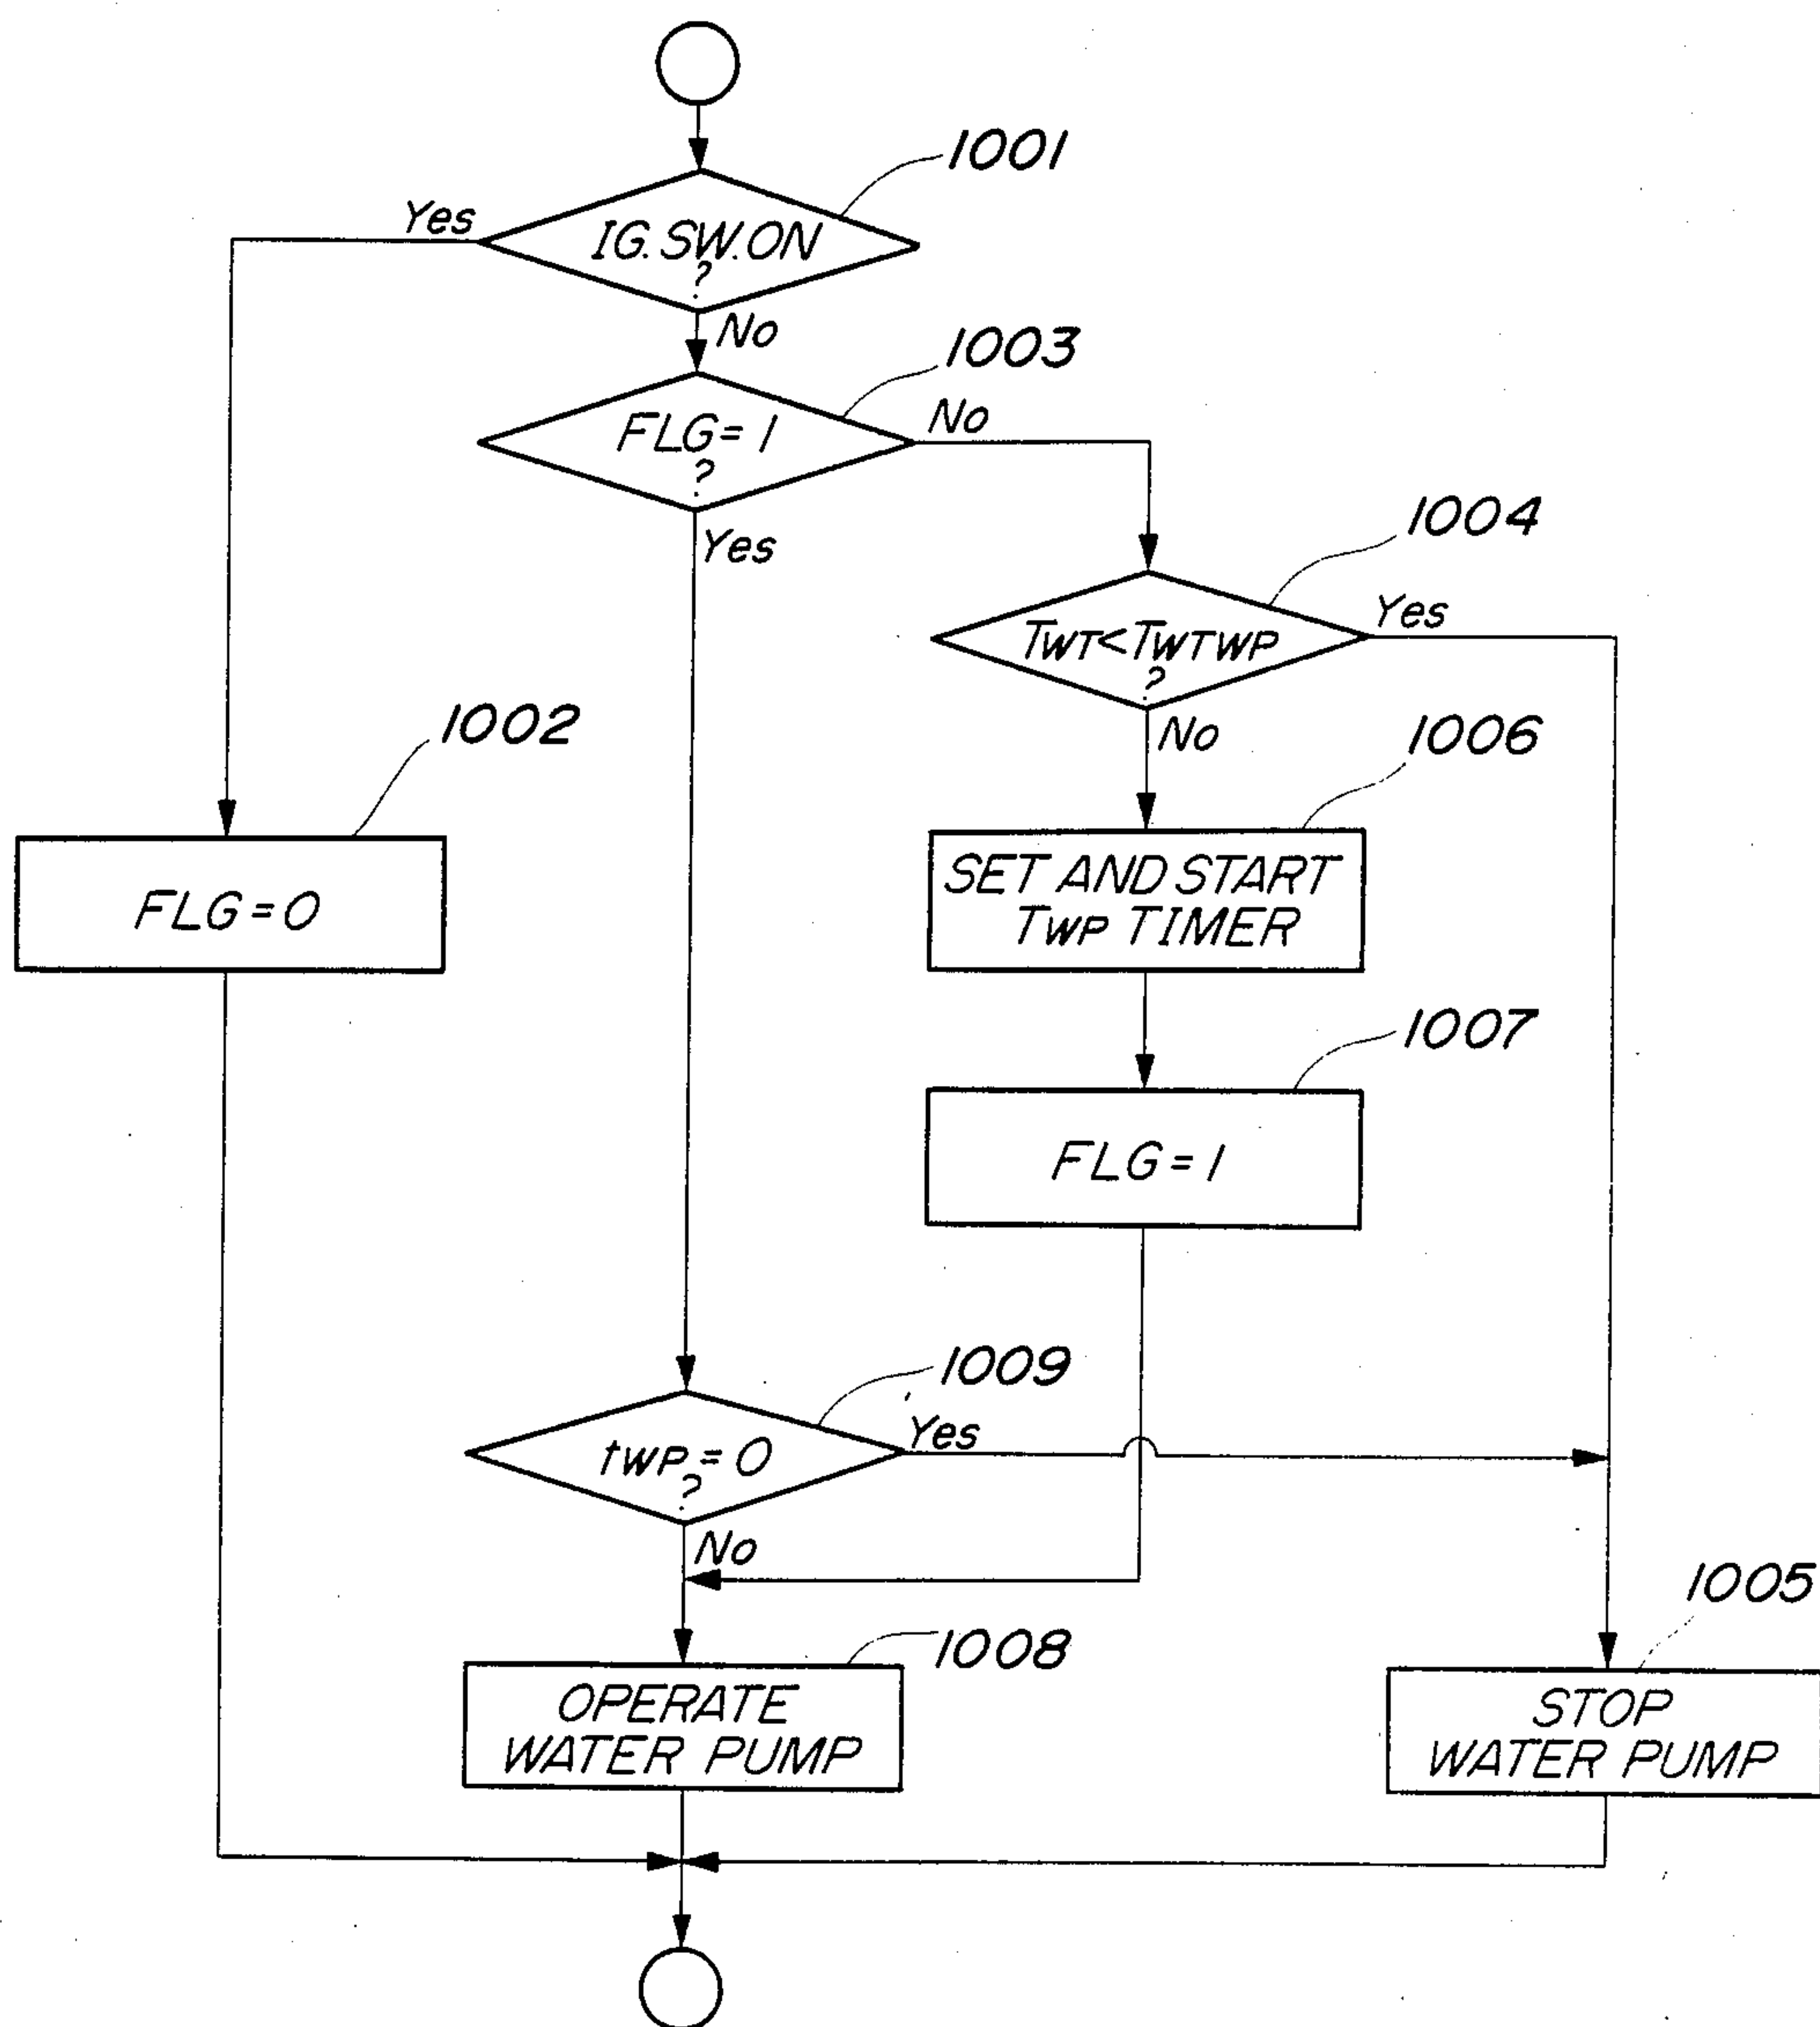 1001
Yes
IG. SW. ON
?
No
1003
FLG = 1
?
No
Yes
1004
TWT < TWTWP
?
Yes
No
1002
FLG = 0
1006
SET AND START
TWP TIMER
1007
FLG = 1
1009
tWP = 0
?
Yes
No
1008
OPERATE
WATER PUMP
1005
STOP
WATER PUMP